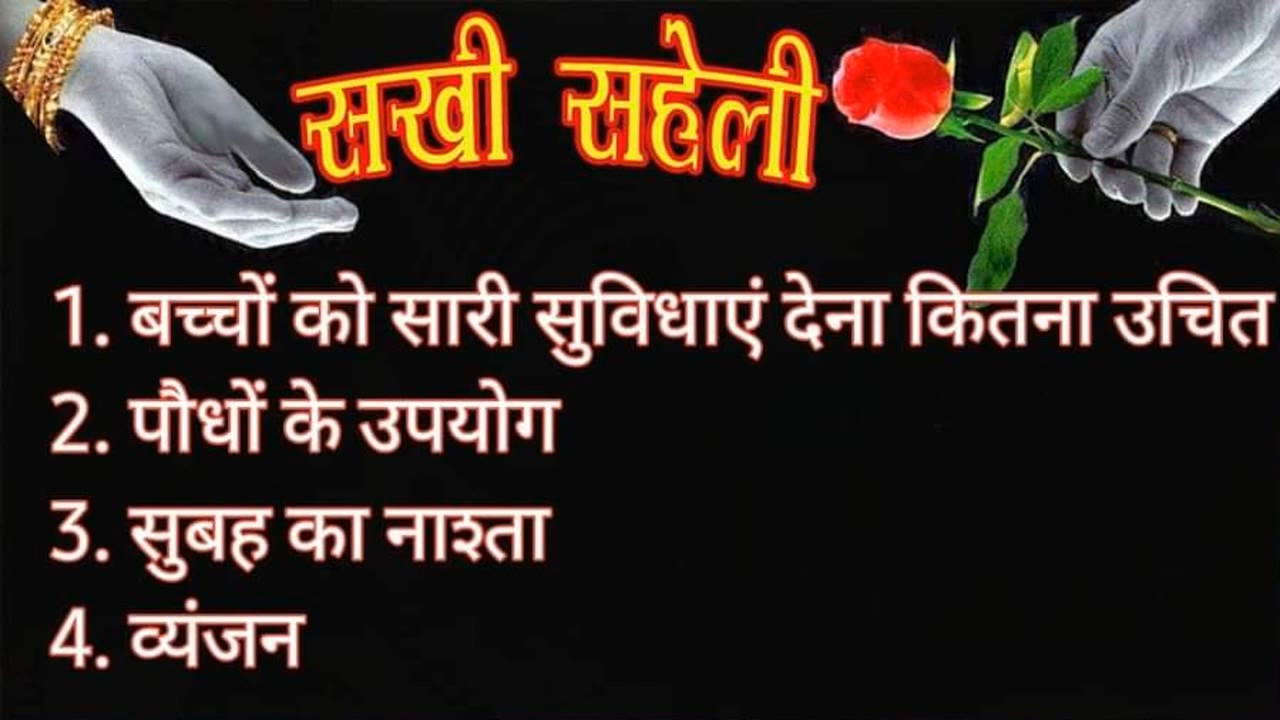 सखी सहेली
1. बच्चों को सारी सुविधाएं देना कितना उचित
2. पौधों के उपयोग
3. सुबह का नाश्ता
4. व्यंजन